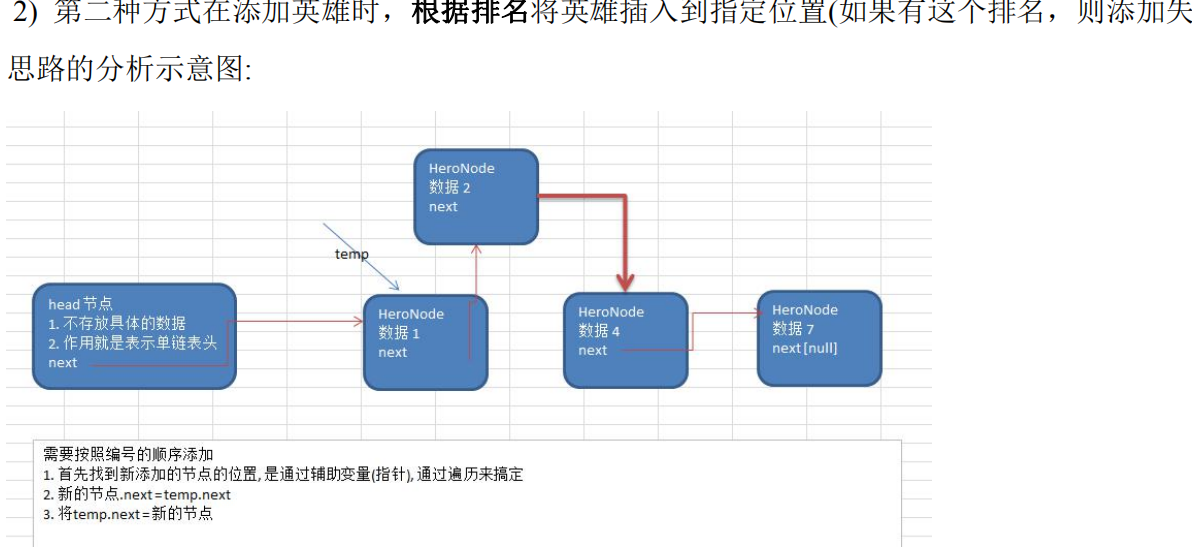 2) 第二种方式在添加英雄时，根据排名将英雄插入到指定位置(如果有这个排名，则添加失
思路的分析示意图:
HeroNode
数据 2
next
temp
head 节点
1. 不存放具体的数据
2. 作用就是表示单链表头
next
HeroNode
数据 1
next
HeroNode
数据 4
next
HeroNode
数据 7
next[null]
需要按照编号的顺序添加
1. 首先找到新添加的节点的位置,是通过辅助变量(指针),通过遍历来搞定
2. 新的节点.next=temp.next
3. 将temp.next=新的节点